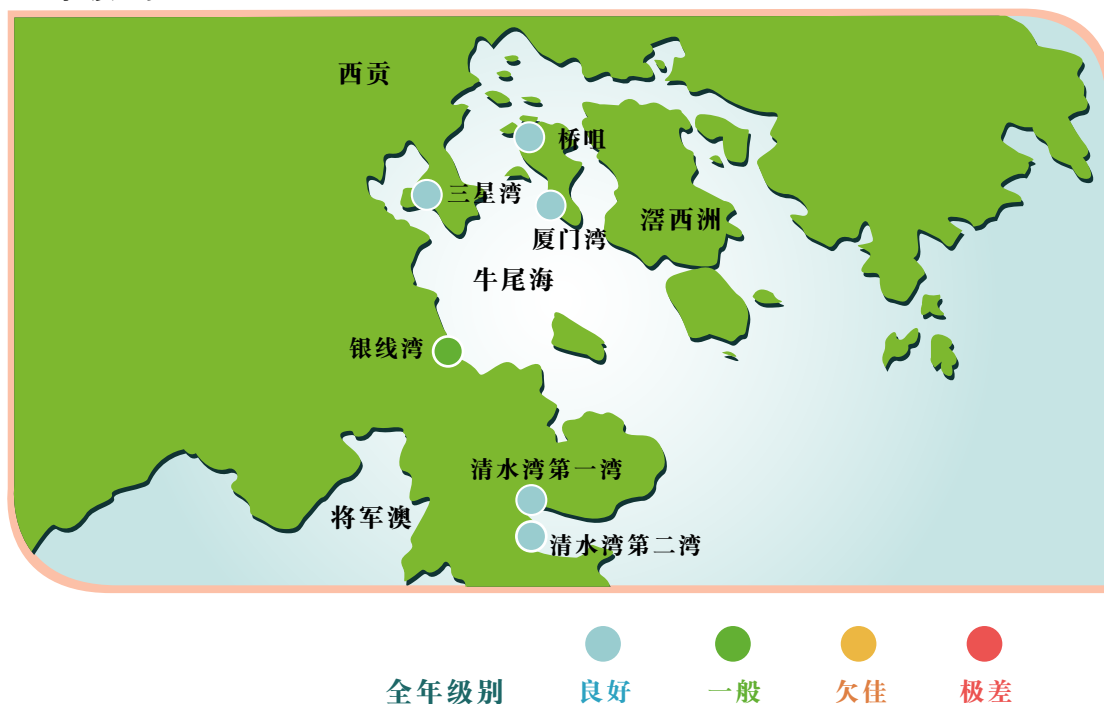 西贡
桥咀
三星湾
滘西洲
厦门湾
牛尾海
银线湾
清水湾第一湾
将军澳
清水湾第二湾
全年级别
良好
一般
欠佳
极差